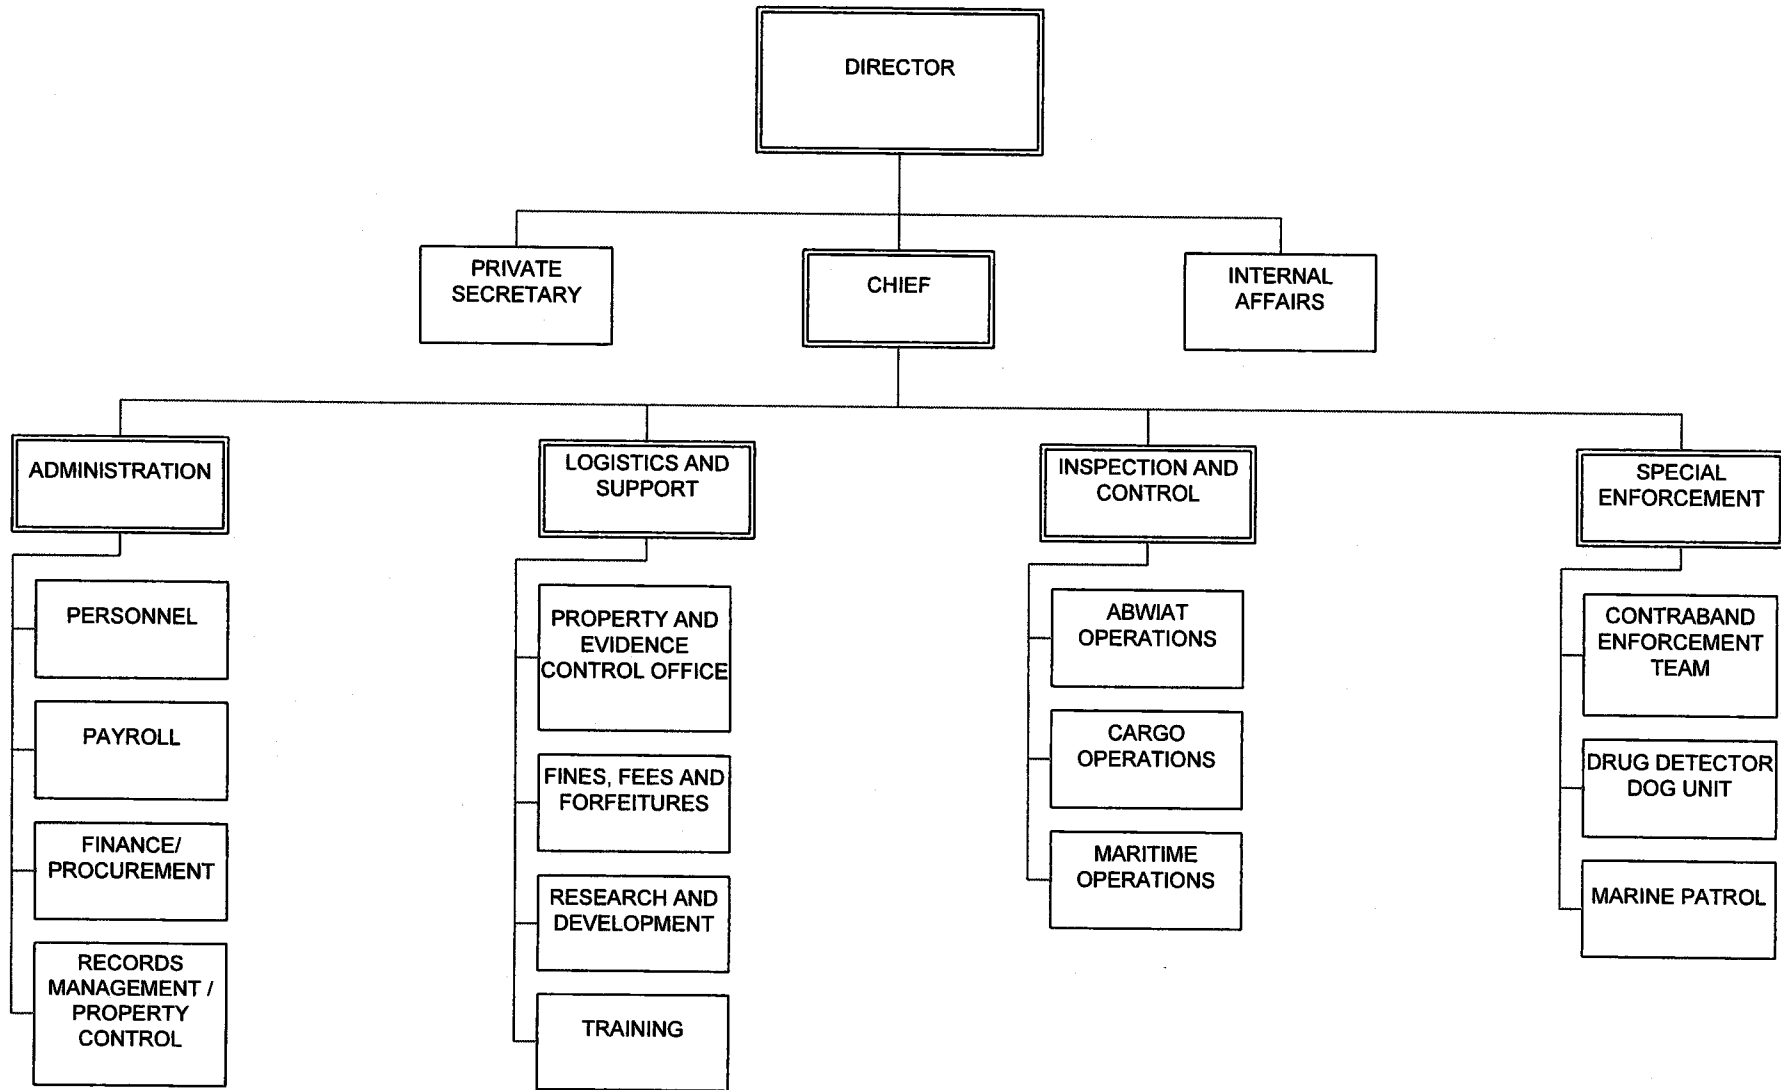 DIRECTOR
PRIVATE
SECRETARY
CHIEF
INTERNAL
AFFAIRS
ADMINISTRATION
LOGISTICS AND
SUPPORT
INSPECTION AND
CONTROL
SPECIAL
ENFORCEMENT
PERSONNEL
PAYROLL
FINANCE/
PROCUREMENT
RECORDS
MANAGEMENT /
PROPERTY
CONTROL
PROPERTY AND
EVIDENCE
CONTROL OFFICE
FINES, FEES AND
FORFEITURES
RESEARCH AND
DEVELOPMENT
TRAINING
ABWIAT
OPERATIONS
CARGO
OPERATIONS
MARITIME
OPERATIONS
CONTRABAND
ENFORCEMENT
TEAM
DRUG DETECTOR
DOG UNIT
MARINE PATROL